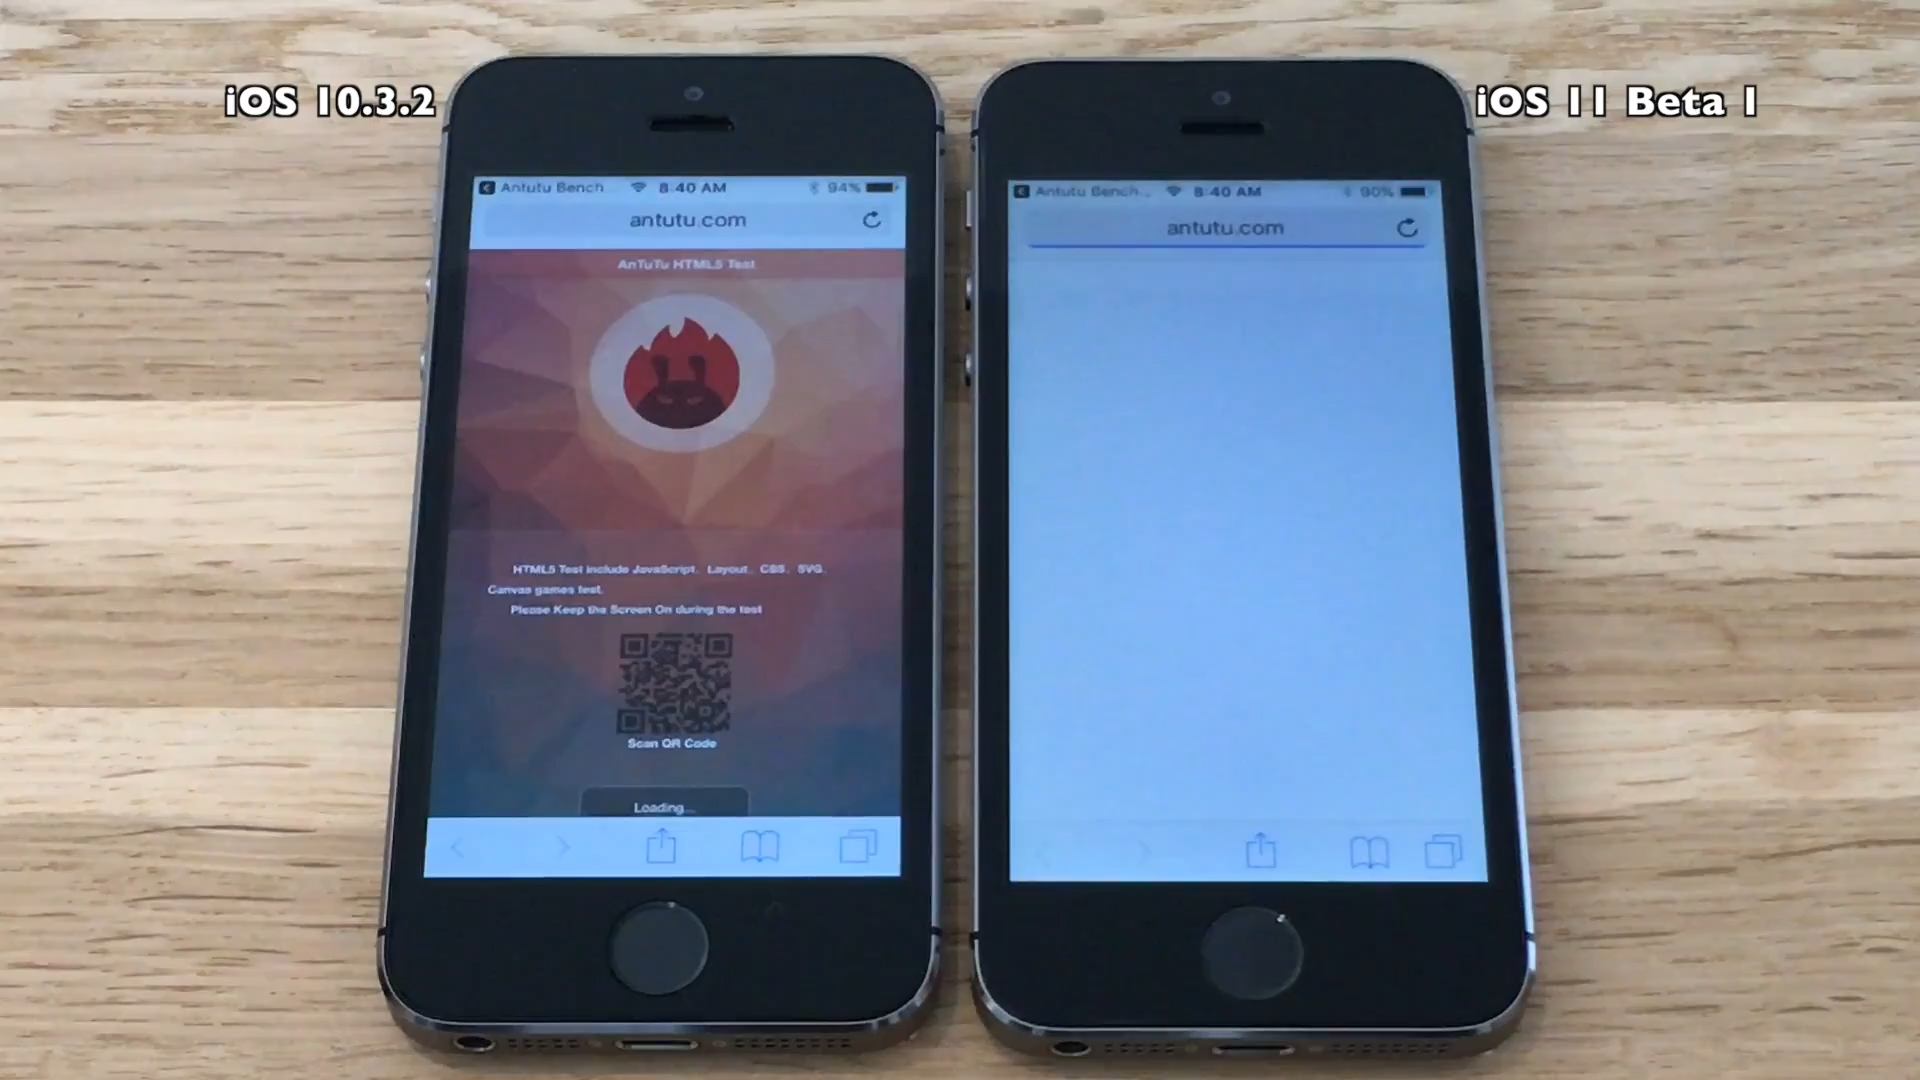 iOS 10.3.2
iOS 11 Beta 1
Antutu Bench
8:40 AM
94%
antutu.com
AnTuTu HTML5 Test
HTML5 Test include JavaScript、Layout、CSS、SVG、
Canvas games test.
Please Keep the Screen On during the test
Scan QR Code
Loading...
Antutu Bench...
8:40 AM
90%
antutu.com